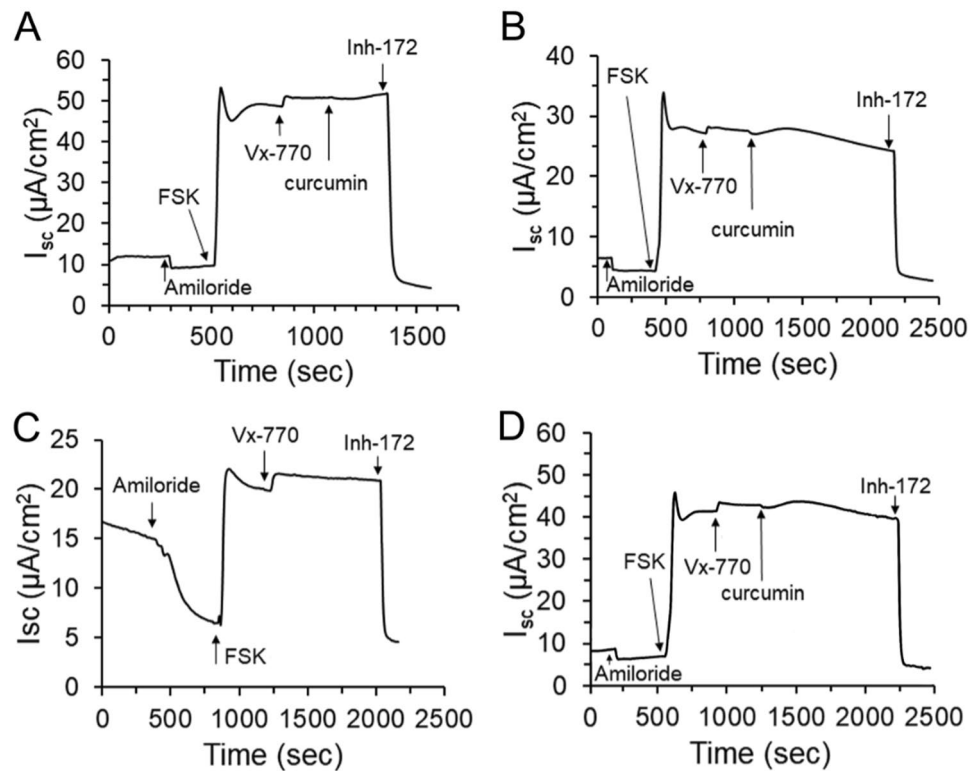 A
Isc (µA/cm²)
60
50
40
30
20
10
0
Inh-172
Vx-770
curcumin
FSK
Amiloride
0 500 1000 1500
Time (sec)
B
Isc (µA/cm²)
40
30
20
10
0
FSK
Inh-172
Vx-770
curcumin
Amiloride
0 500 1000 1500 2000 2500
Time (sec)
C
Isc (µA/cm²)
25
20
15
10
5
0
Vx-770
Inh-172
Amiloride
FSK
0 500 1000 1500 2000 2500
Time (sec)
D
Isc (µA/cm²)
60
50
40
30
20
10
0
Inh-172
Vx-770
FSK
curcumin
Amiloride
0 500 1000 1500 2000 2500
Time (sec)